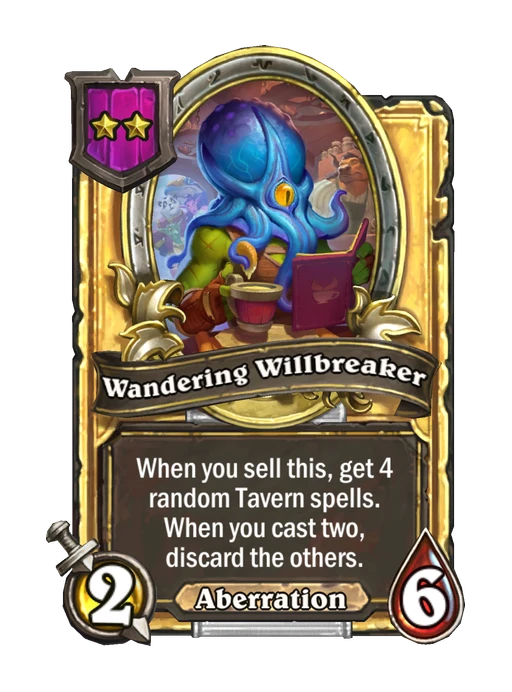 Wandering Willbreaker
When you sell this, get 4
random Tavern spells.
When you cast two,
discard the others.
2
Aberration
6